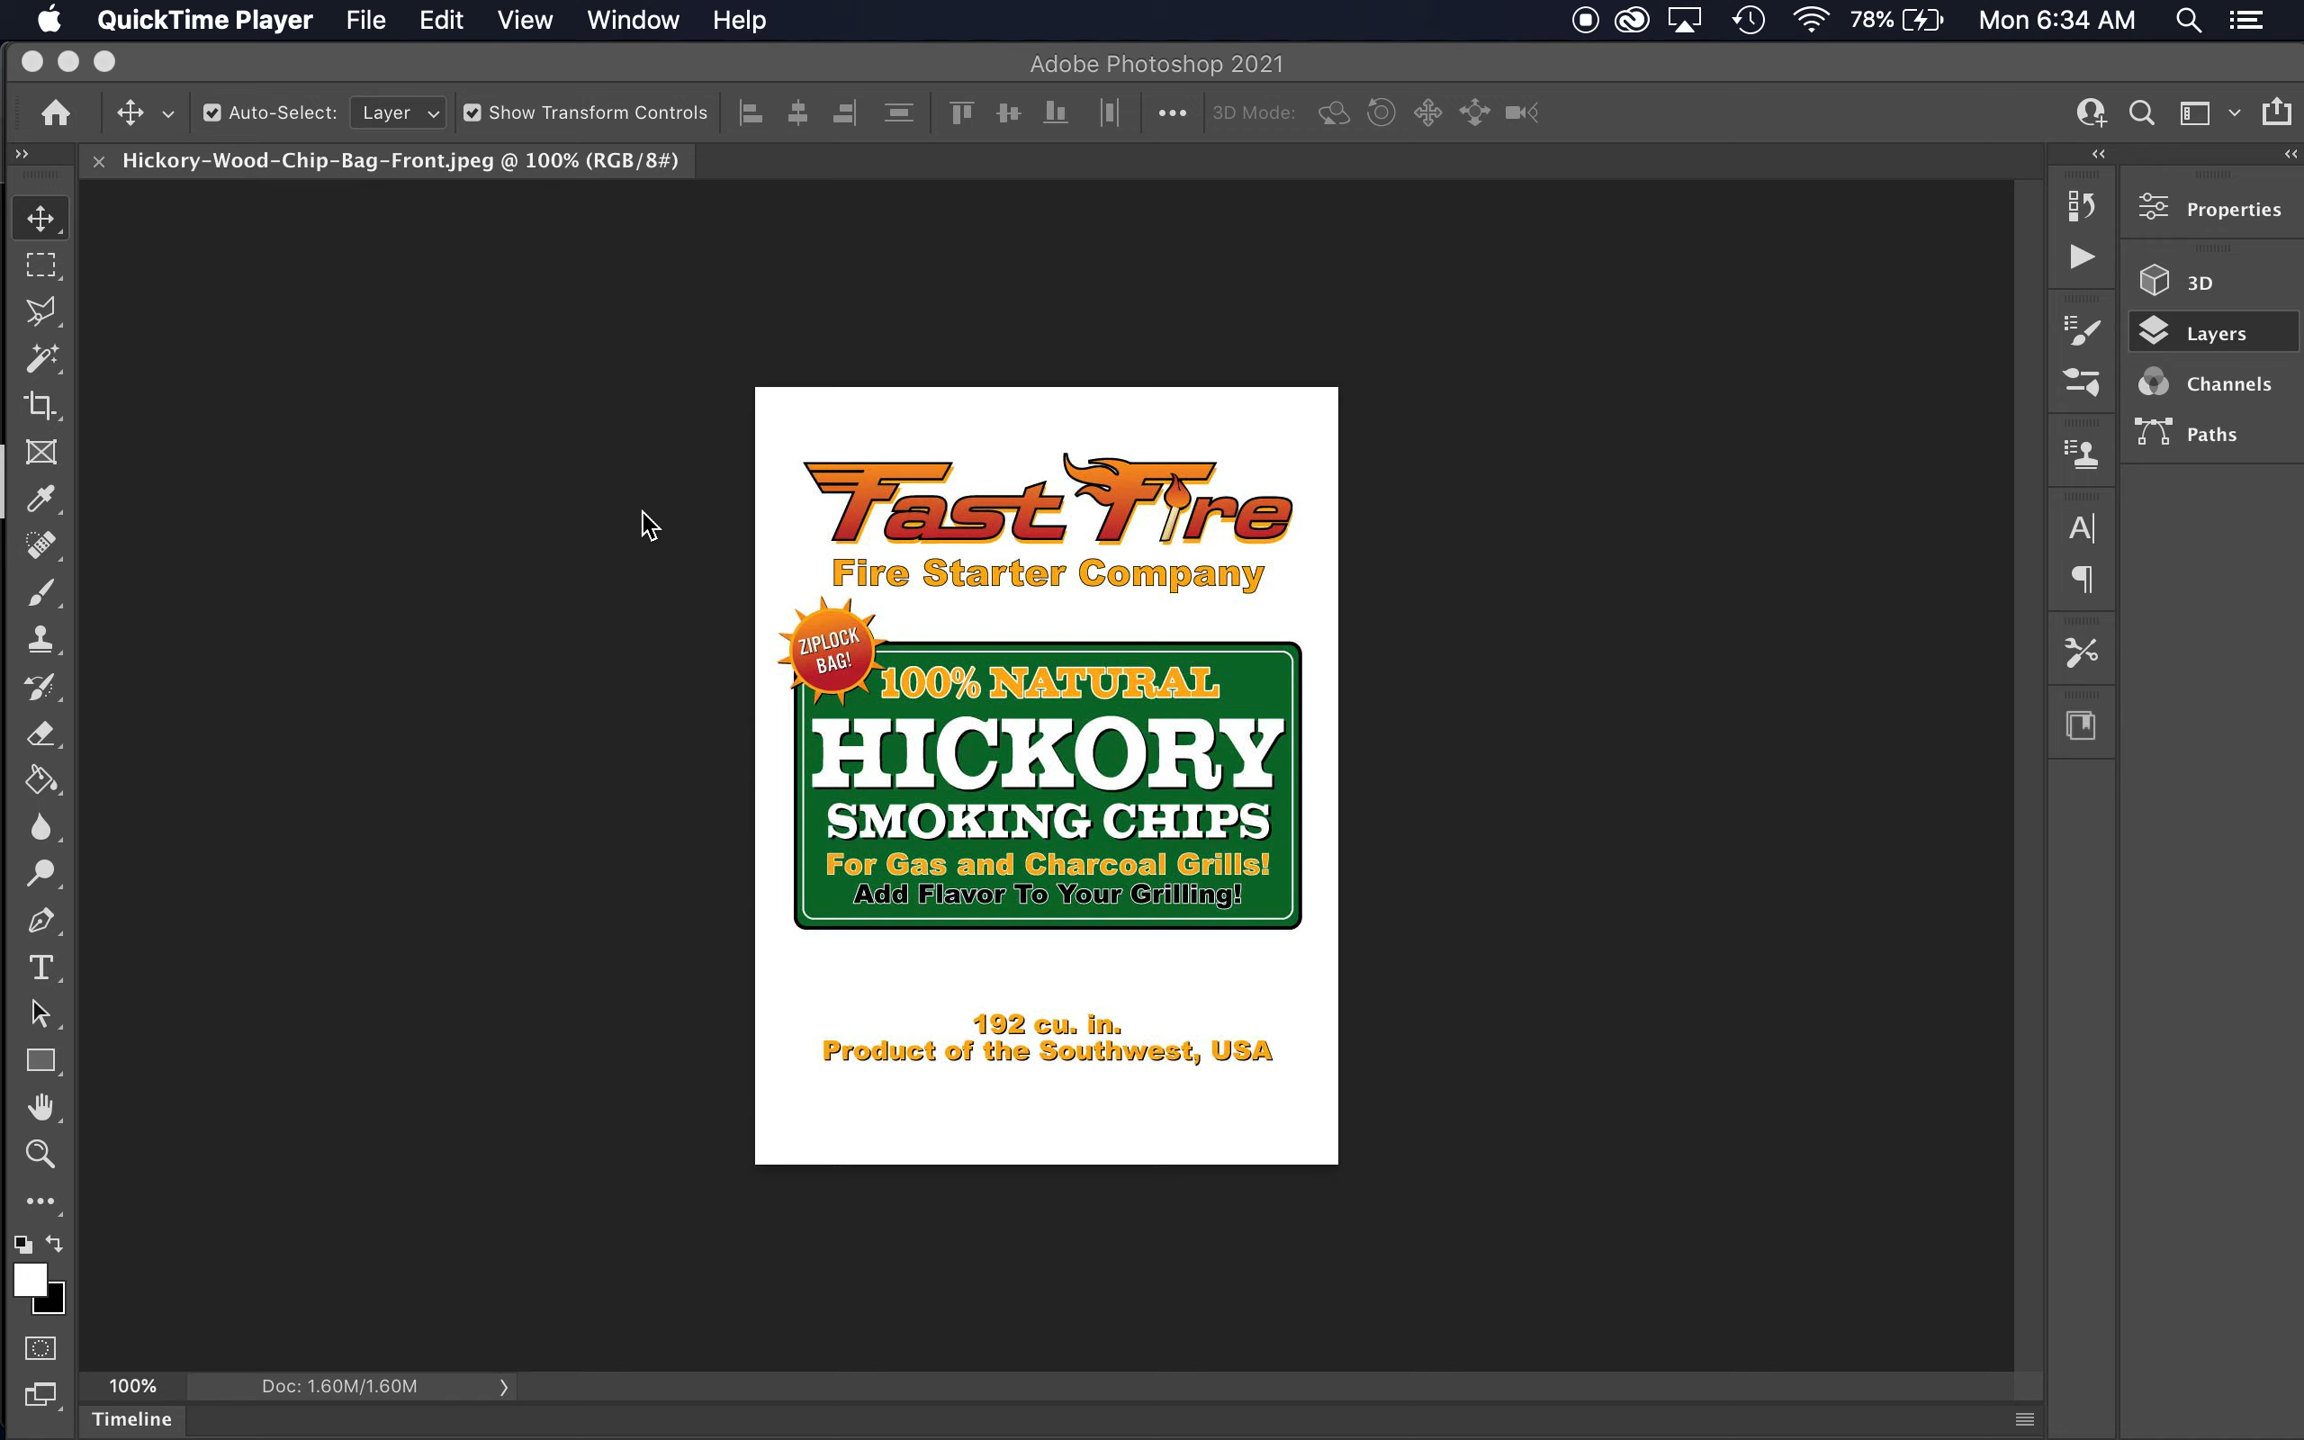 QuickTime Player File Edit View Window Help 78% Mon 6:34 AM
Adobe Photoshop 2021
Auto-Select: Layer Show Transform Controls 3D Mode:
Hickory-Wood-Chip-Bag-Front.jpeg @ 100% (RGB/8#)
Properties
3D
Layers
Channels
Paths
Fast Fire
Fire Starter Company
ZIPLOCK
BAG!
100% NATURAL
HICKORY
SMOKING CHIPS
For Gas and Charcoal Grills!
Add Flavor To Your Grilling!
192 cu. in.
Product of the Southwest, USA
100% Doc: 1.60M/1.60M
Timeline